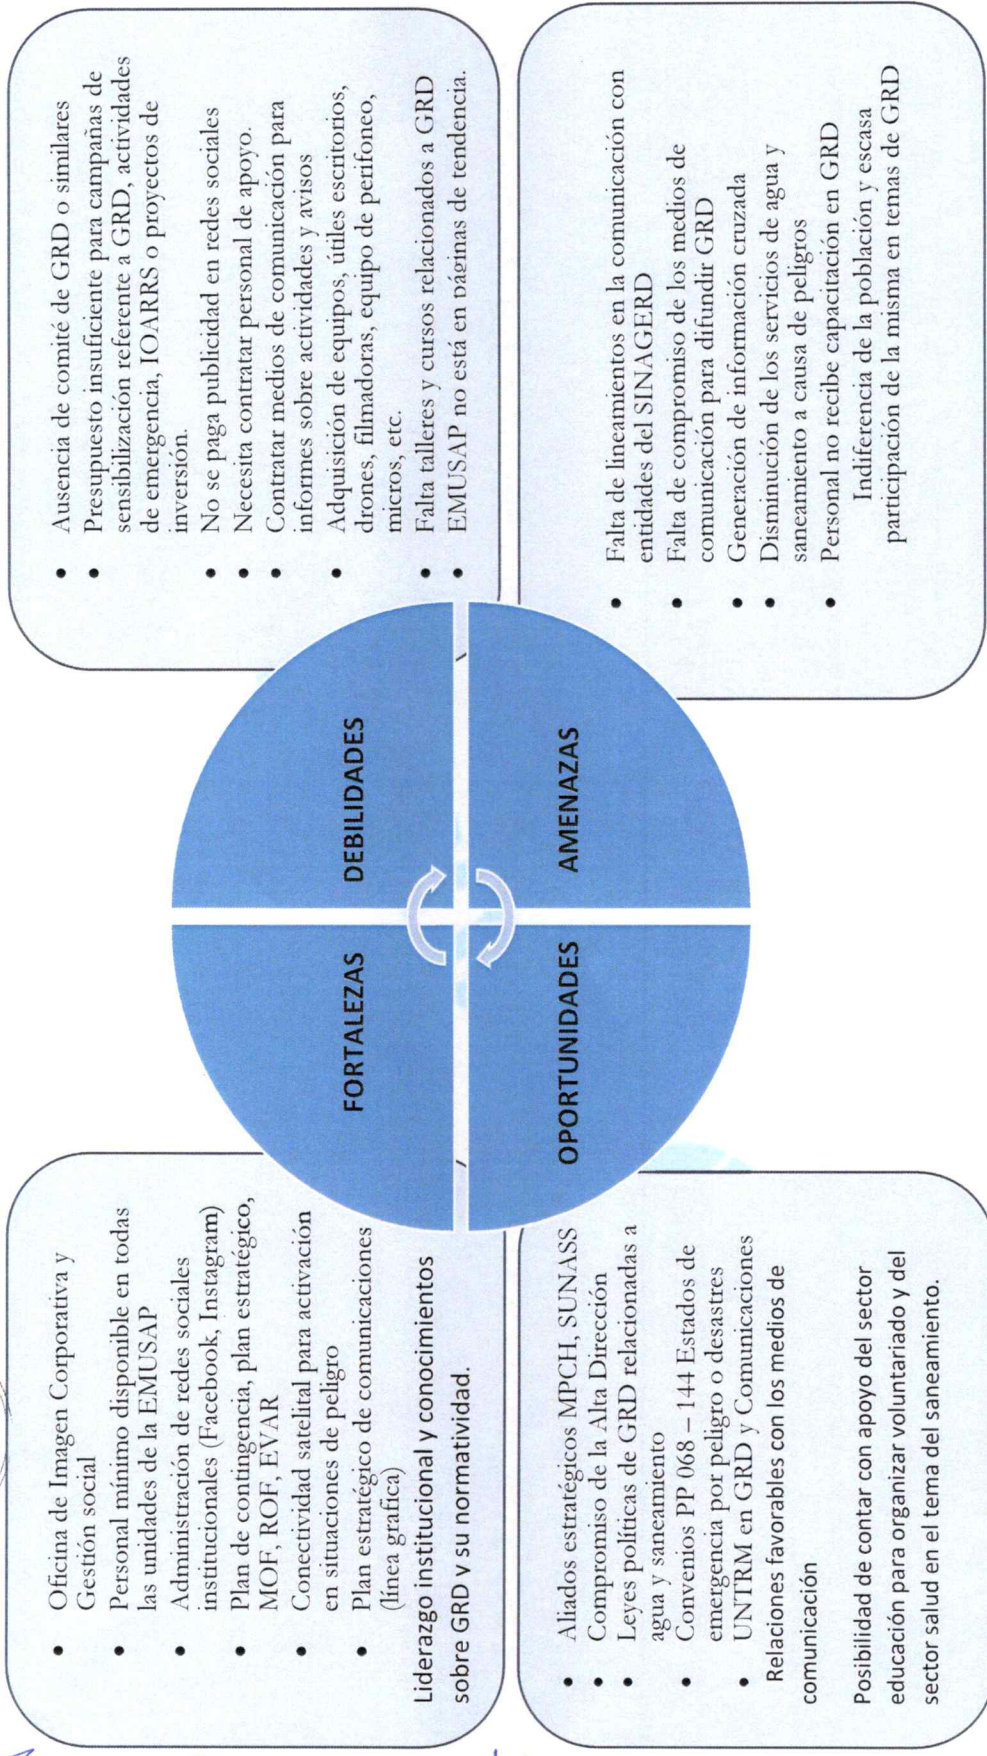 Oficina de Imagen Corporativa y
Gestión social
Personal mínimo disponible en todas
las unidades de la EMUSAP
Administración de redes sociales
institucionales (Facebook, Instagram)
Plan de contingencia, plan estratégico,
MOF, ROF, EVAR
Conectividad satelital para activación
en situaciones de peligro
Plan estratégico de comunicaciones
(línea grafica)
Liderazgo institucional y conocimientos
sobre GRD y su normatividad.
FORTALEZAS
DEBILIDADES
Ausencia de comité de GRD o similares
Presupuesto insuficiente para campañas de
sensibilización referente a GRD, actividades
de emergencia, IOARRS o proyectos de
inversión.
No se paga publicidad en redes sociales
Necesita contratar personal de apoyo.
Contratar medios de comunicación para
informes sobre actividades y avisos
Adquisición de equipos, útiles escritorios,
drones, filmadoras, equipo de perifoneo,
micros, etc.
Falta talleres y cursos relacionados a GRD
EMUSAP no está en páginas de tendencia.
Aliados estratégicos MPCH, SUNASS
Compromiso de la Alta Dirección
Leyes políticas de GRD relacionadas a
agua y saneamiento
Convenios PP 068 – 144 Estados de
emergencia por peligro o desastres
UNTRM en GRD y Comunicaciones
Relaciones favorables con los medios de
comunicación
Posibilidad de contar con apoyo del sector
educación para organizar voluntariado y del
sector salud en el tema del saneamiento.
OPORTUNIDADES
AMENAZAS
Falta de lineamientos en la comunicación con
entidades del SINAGERD
Falta de compromiso de los medios de
comunicación para difundir GRD
Generación de información cruzada
Disminución de los servicios de agua y
saneamiento a causa de peligros
Personal no recibe capacitación en GRD
Indiferencia de la población y escasa
participación de la misma en temas de GRD